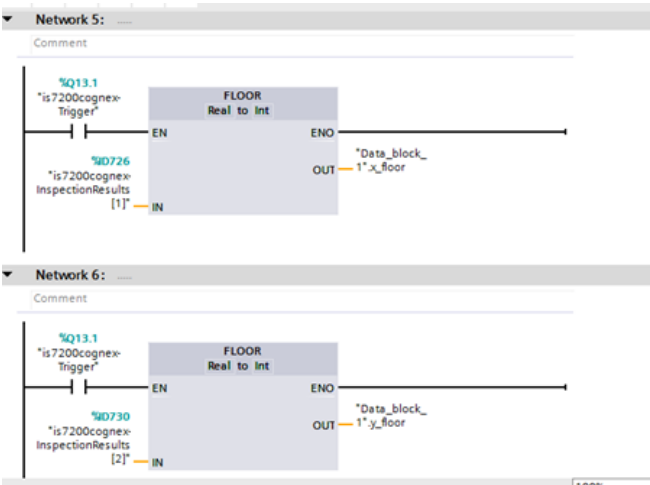 Network 5: ......
Comment
%Q13.1
"is7200cognex-
Trigger"
FLOOR
Real to Int
EN
ENO
%ID726
"is7200cognex-
InspectionResults
[1]"
IN
OUT
"Data_block_
1".x_floor
Network 6: ......
Comment
%Q13.1
"is7200cognex-
Trigger"
FLOOR
Real to Int
EN
ENO
%ID730
"is7200cognex-
InspectionResults
[2]"
IN
OUT
"Data_block_
1".y_floor